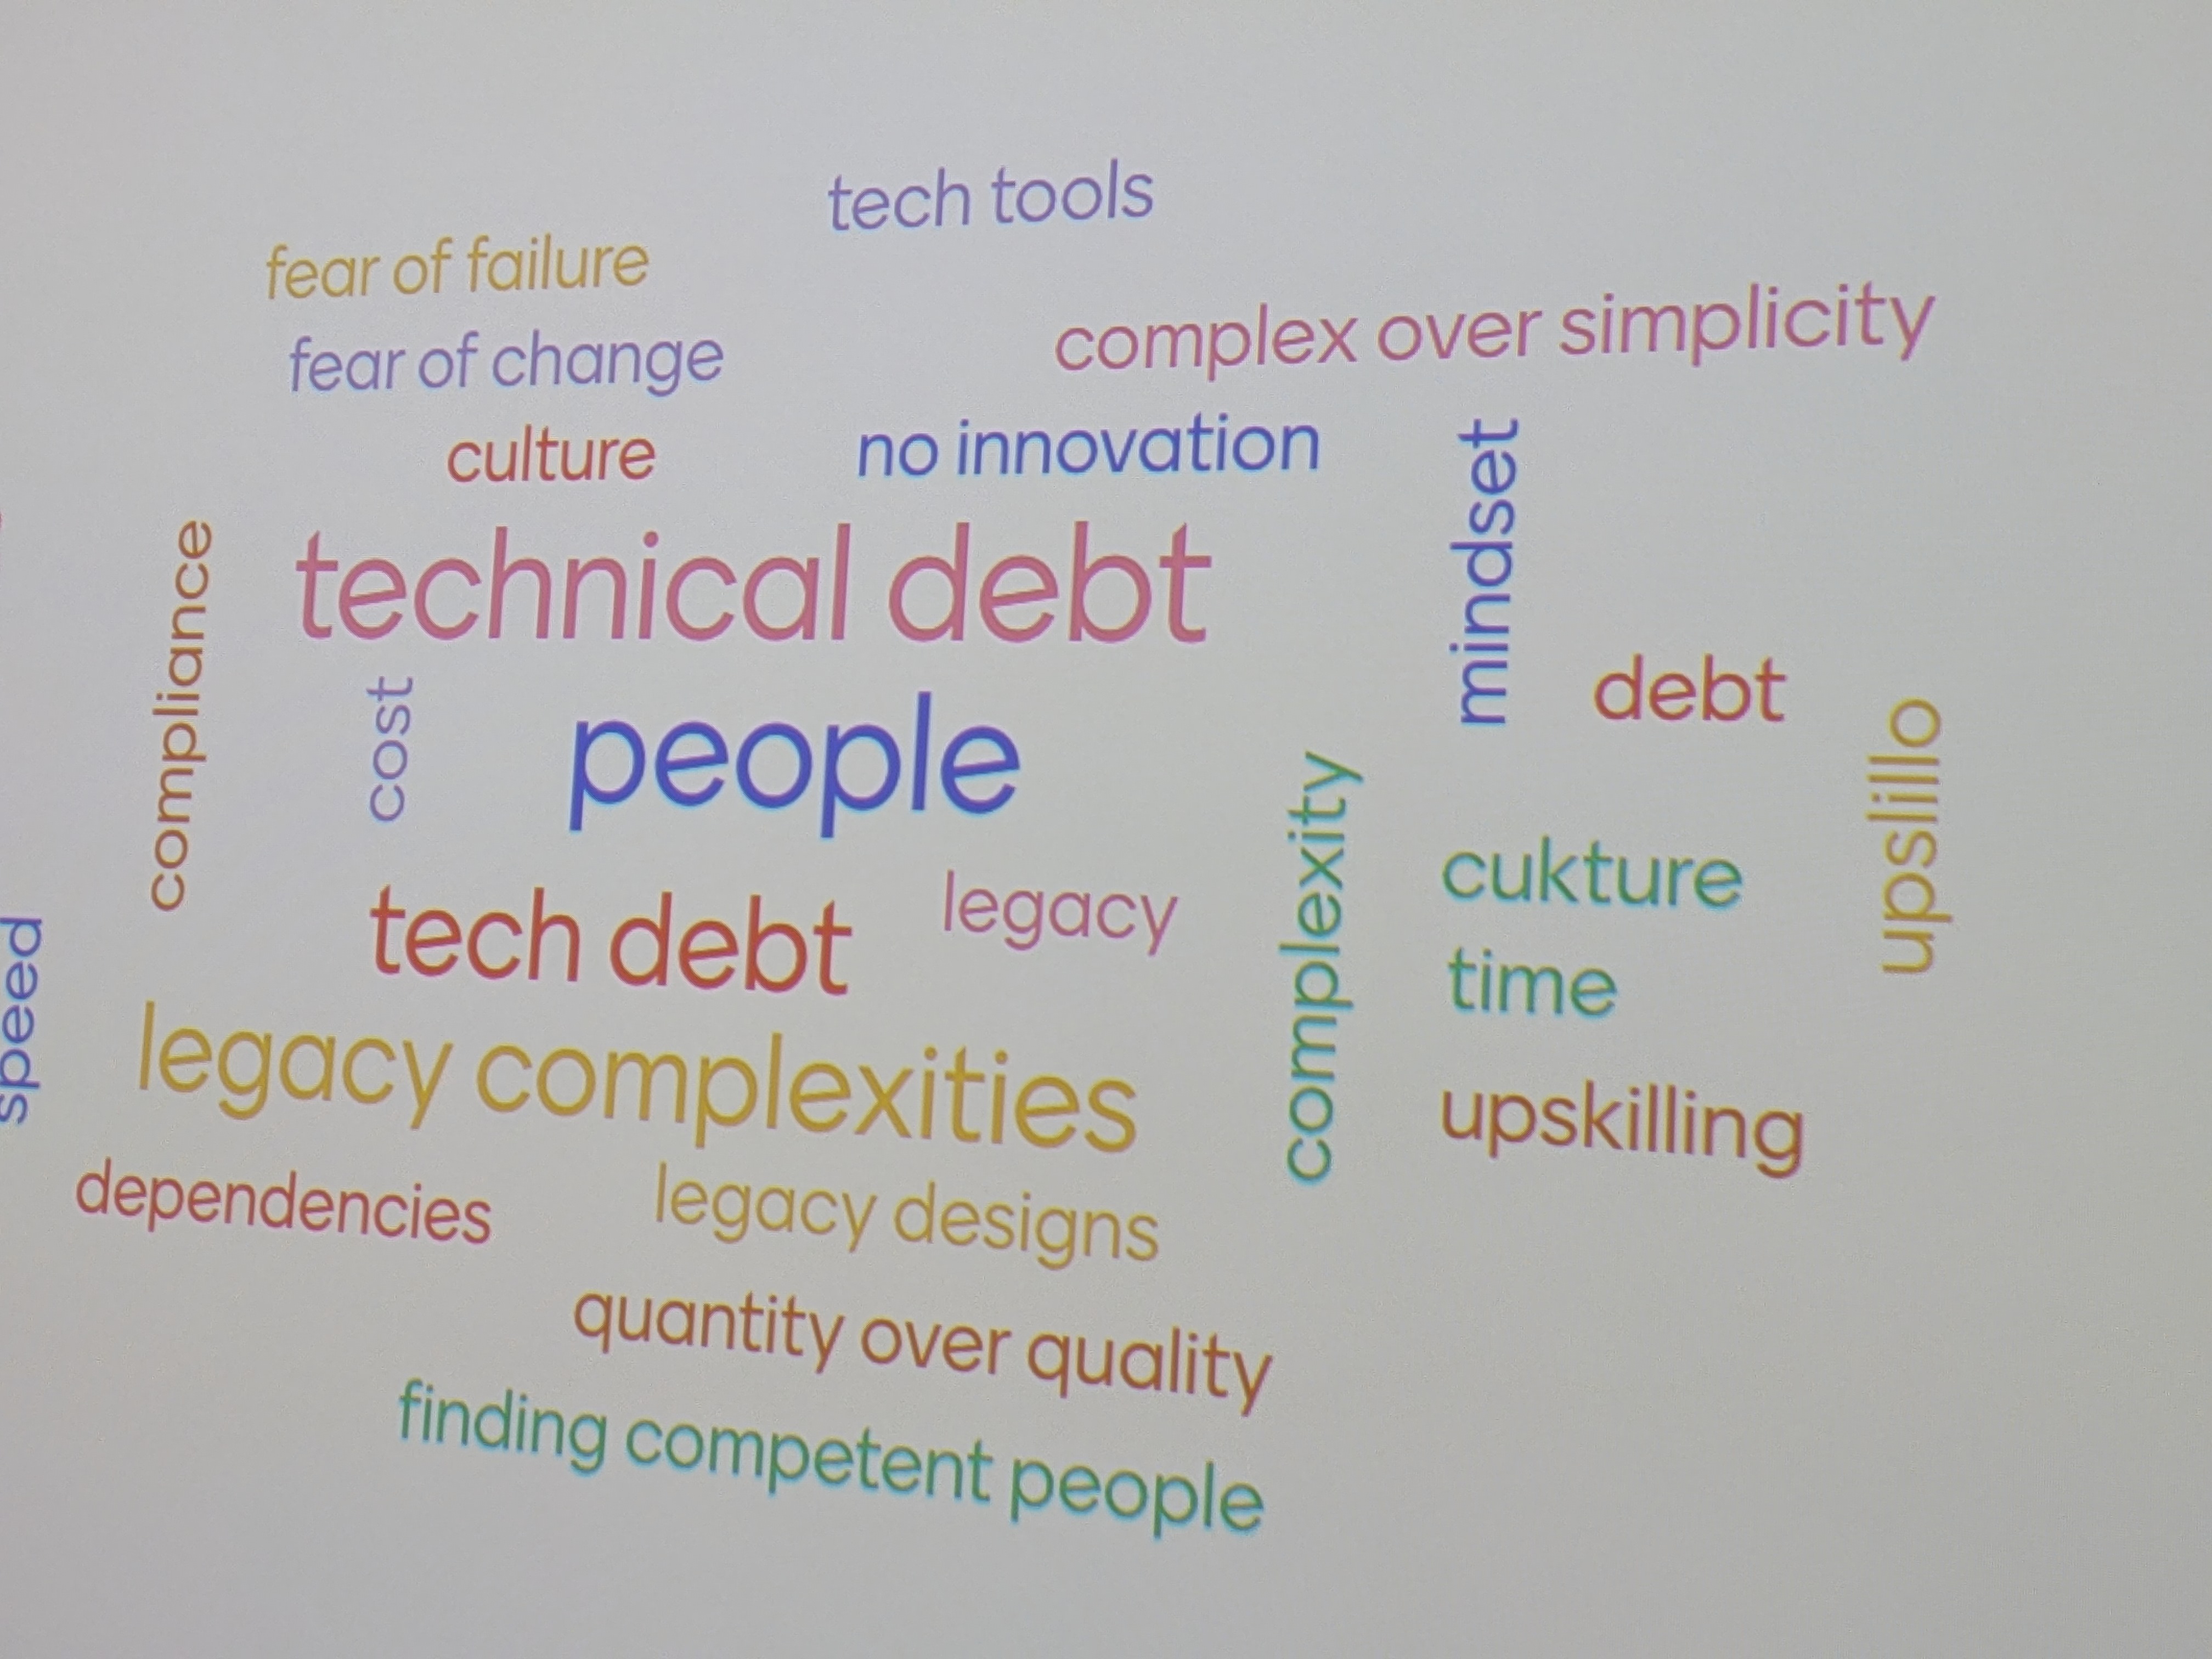 tech tools
fear of failure
complex over simplicity
fear of change
culture
no innovation
mindset
technical debt
compliance
cost
people
debt
upslillo
complexity
cukture
tech debt
legacy
time
speed
legacy complexities
upskilling
dependencies
legacy designs
quantity over quality
finding competent people